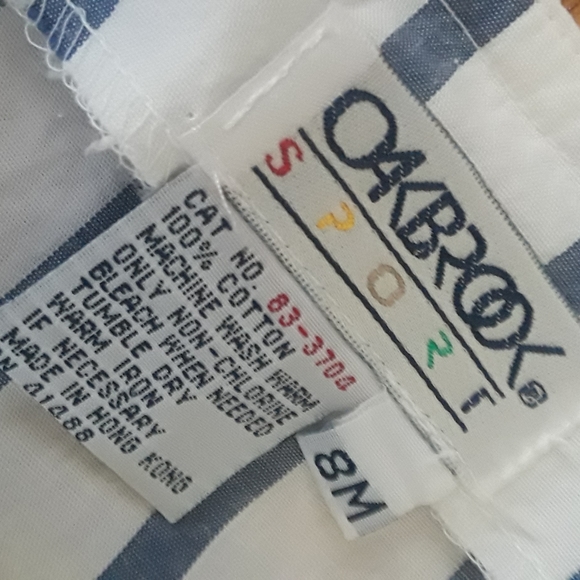 OAKBROOK®
SPORT
CAT NO. 83-3704
100% COTTON
MACHINE WASH WARM
ONLY NON-CHLORINE
BLEACH WHEN NEEDED
TUMBLE DRY
WARM IRON
IF NECESSARY
MADE IN HONG KONG
N 41488
8M